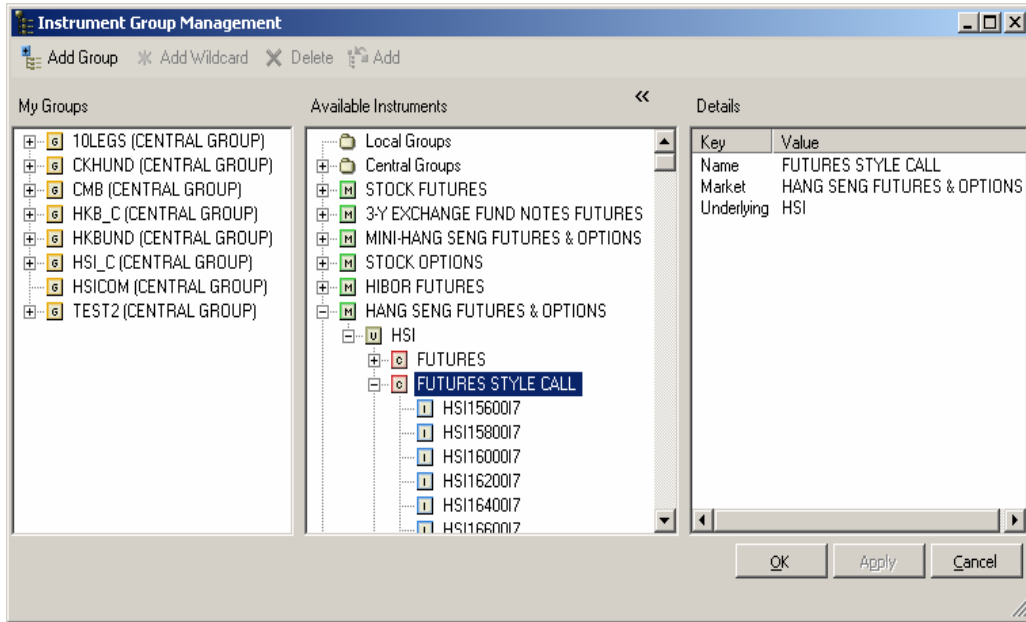 Instrument Group Management
Add Group Add Wildcard Delete Add
My Groups
10LEGS (CENTRAL GROUP)
CKHUND (CENTRAL GROUP)
CMB (CENTRAL GROUP)
HKB_C (CENTRAL GROUP)
HKBUND (CENTRAL GROUP)
HSI_C (CENTRAL GROUP)
HSICOM (CENTRAL GROUP)
TEST2 (CENTRAL GROUP)
Available Instruments «
Local Groups
Central Groups
STOCK FUTURES
3-Y EXCHANGE FUND NOTES FUTURES
MINI-HANG SENG FUTURES & OPTIONS
STOCK OPTIONS
HIBOR FUTURES
HANG SENG FUTURES & OPTIONS
HSI
FUTURES
FUTURES STYLE CALL
HSI15600I7
HSI15800I7
HSI16000I7
HSI16200I7
HSI16400I7
HSI16600I7
Details
Key Value
Name FUTURES STYLE CALL
Market HANG SENG FUTURES & OPTIONS
Underlying HSI
OK Apply Cancel